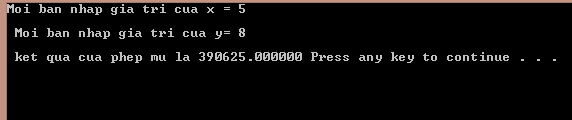 Moi ban nhap gia tri cua x = 5
Moi ban nhap gia tri cua y= 8
ket qua cua phep mu la 390625.000000 Press any key to continue . . .